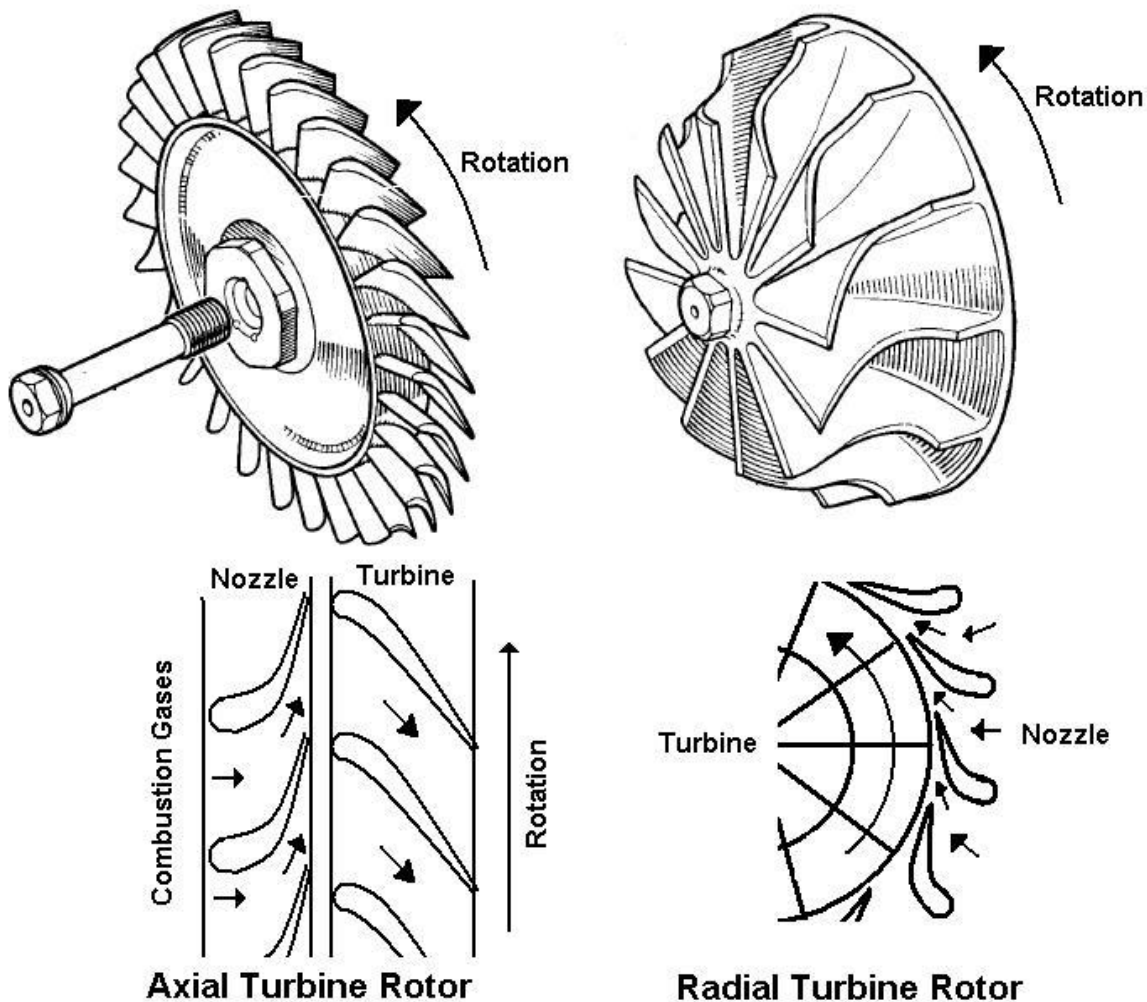 Rotation
Rotation
Nozzle
Turbine
Combustion Gases
Rotation
Turbine
Nozzle
Axial Turbine Rotor
Radial Turbine Rotor